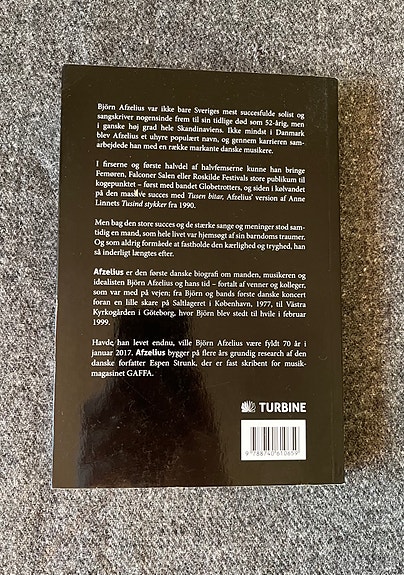 Björn Afzelius var ikke bare Sveriges mest succesfulde solist og
sangskriver nogensinde frem til sin tidlige død som 52-årig, men
i ganske høj grad hele Skandinaviens. Ikke mindst i Danmark
blev Afzelius et uhyre populært navn, og gennem karrieren sam-
arbejdede han med en række markante danske musikere.
I firserne og første halvdel af halvfemserne kunne han bringe
Femøren, Falconer Salen eller Roskilde Festivals store publikum til
kogepunktet – først med bandet Globetrotters, og siden i kølvandet
på den massive succes med Tusen bitar, Afzelius' version af Anne
Linnets Tusind stykker fra 1990.
Men bag den store succes og de stærke sange og meninger stod sam-
tidig en mand, som hele livet var hjemsøgt af sin barndoms traumer.
Og som aldrig formåede at fastholde den kærlighed og tryghed, han
så inderligt længtes efter.
Afzelius er den første danske biografi om manden, musikeren og
idealisten Björn Afzelius og hans tid – fortalt af venner og kolleger,
som var med på vejen; fra Björn og bands første danske koncert
foran en lille skare på Saltlageret i København, 1977, til Västra
Kyrkogården i Göteborg, hvor Björn blev stedt til hvile i februar
1999.
Havde han levet endnu, ville Björn Afzelius være fyldt 70 år i
januar 2017. Afzelius bygger på flere års grundig research af den
danske forfatter Espen Strunk, der er fast skribent for musik-
magasinet GAFFA.
TURBINE
9 788740 610659